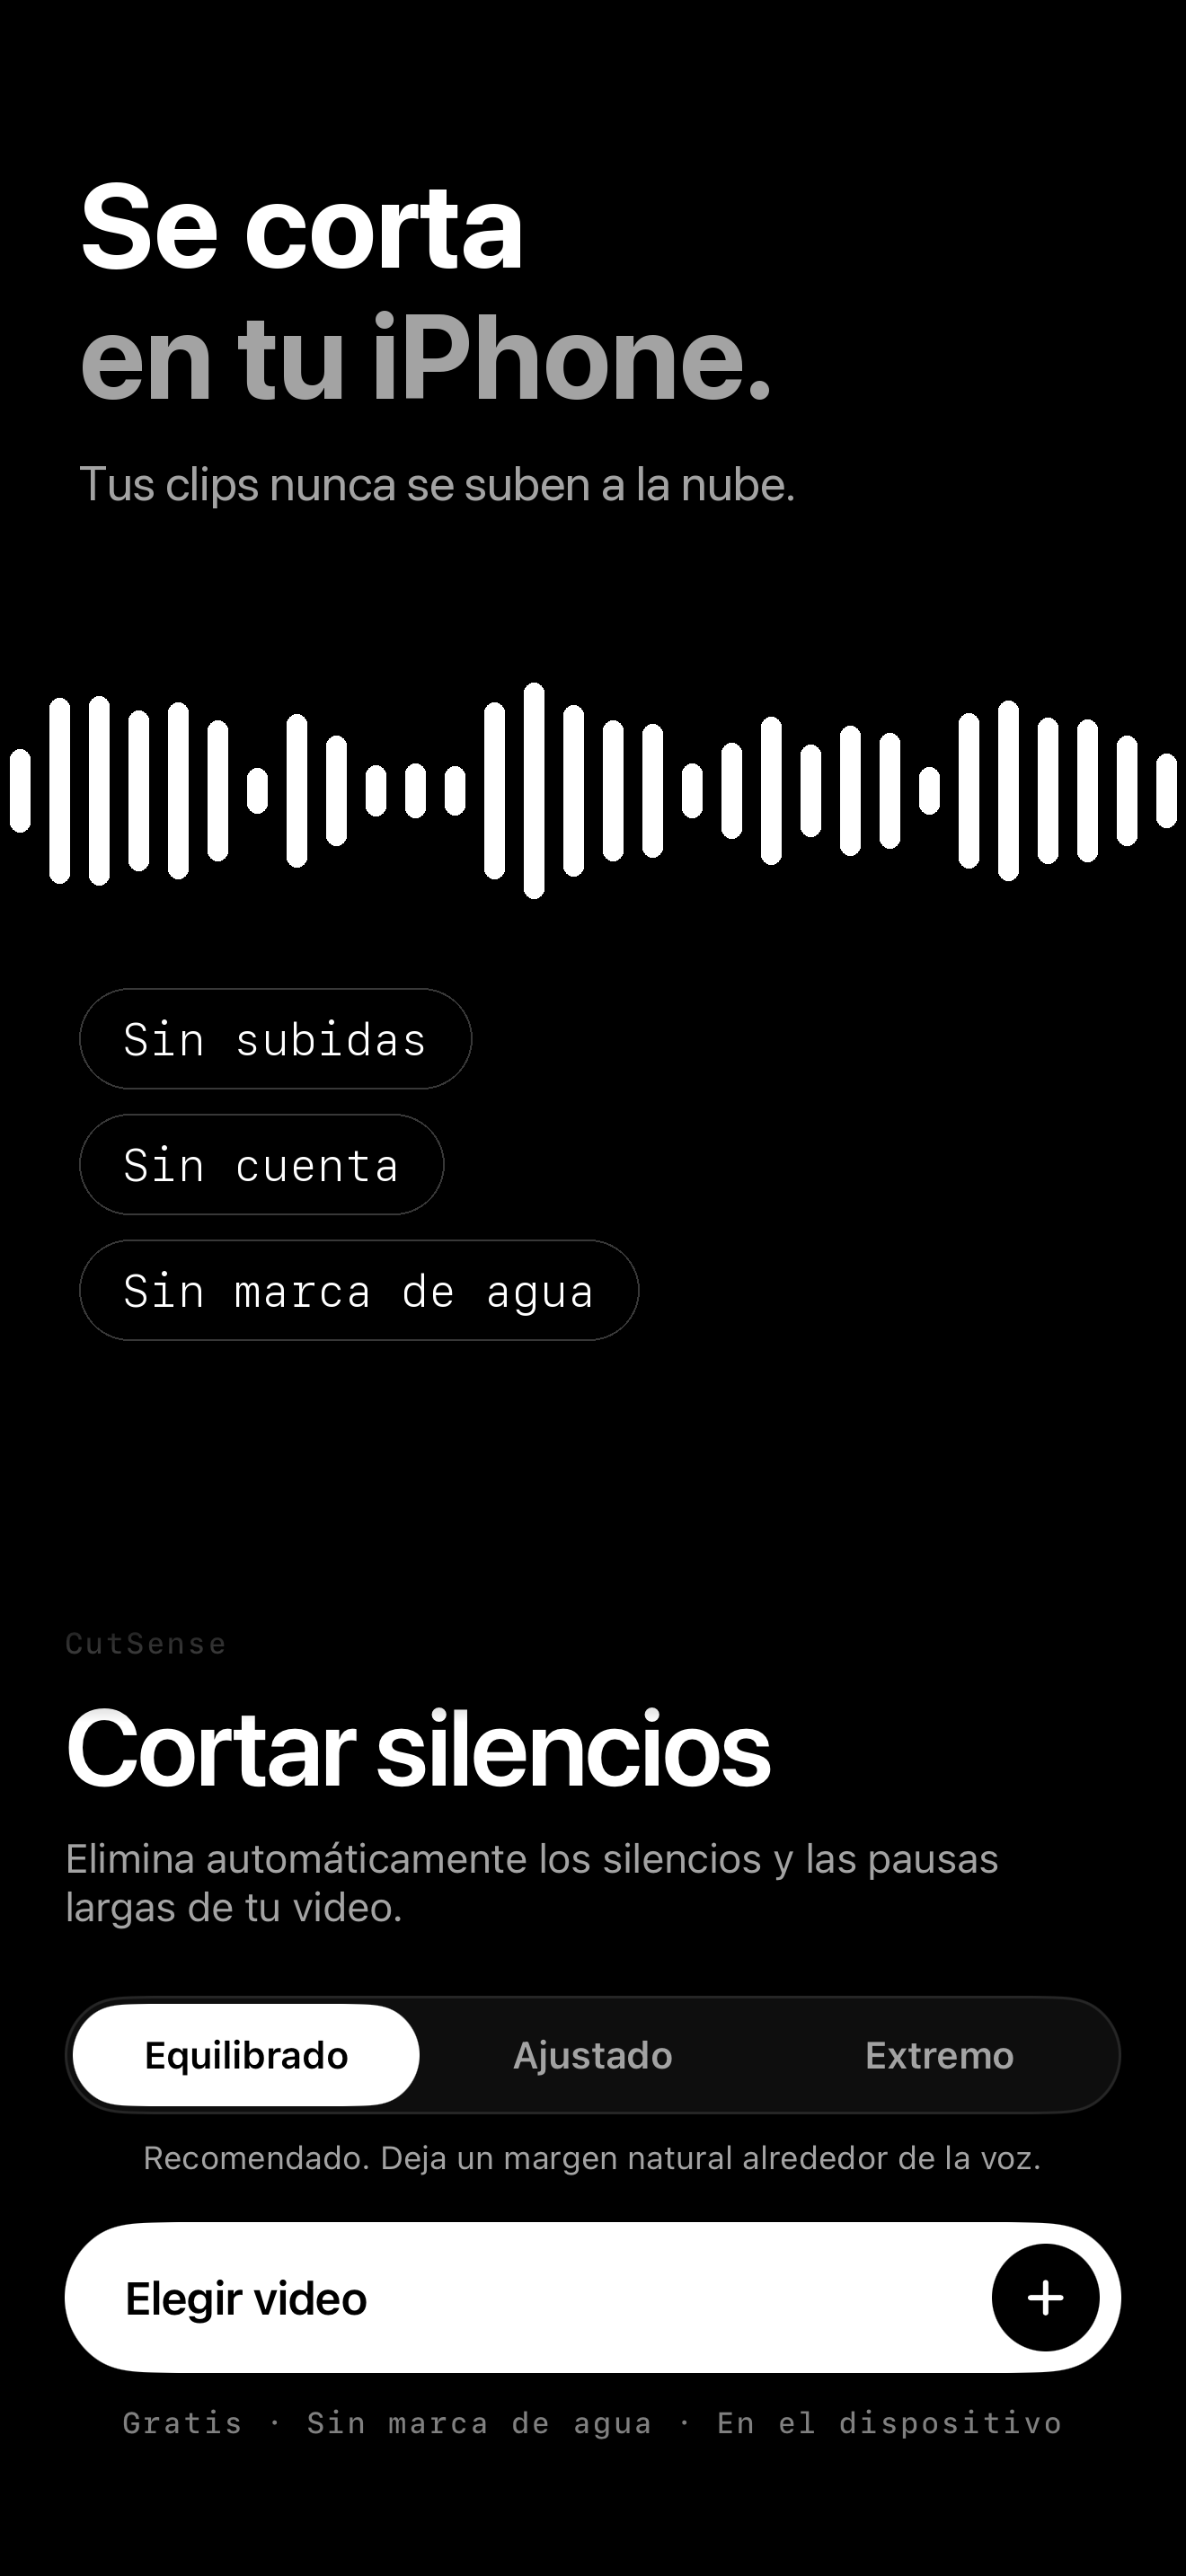 Se corta
en tu iPhone.
Tus clips nunca se suben a la nube.
Sin subidas
Sin cuenta
Sin marca de agua
CutSense
Cortar silencios
Elimina automáticamente los silencios y las pausas
largas de tu video.
Equilibrado Ajustado Extremo
Recomendado. Deja un margen natural alrededor de la voz.
Elegir video
Gratis · Sin marca de agua · En el dispositivo